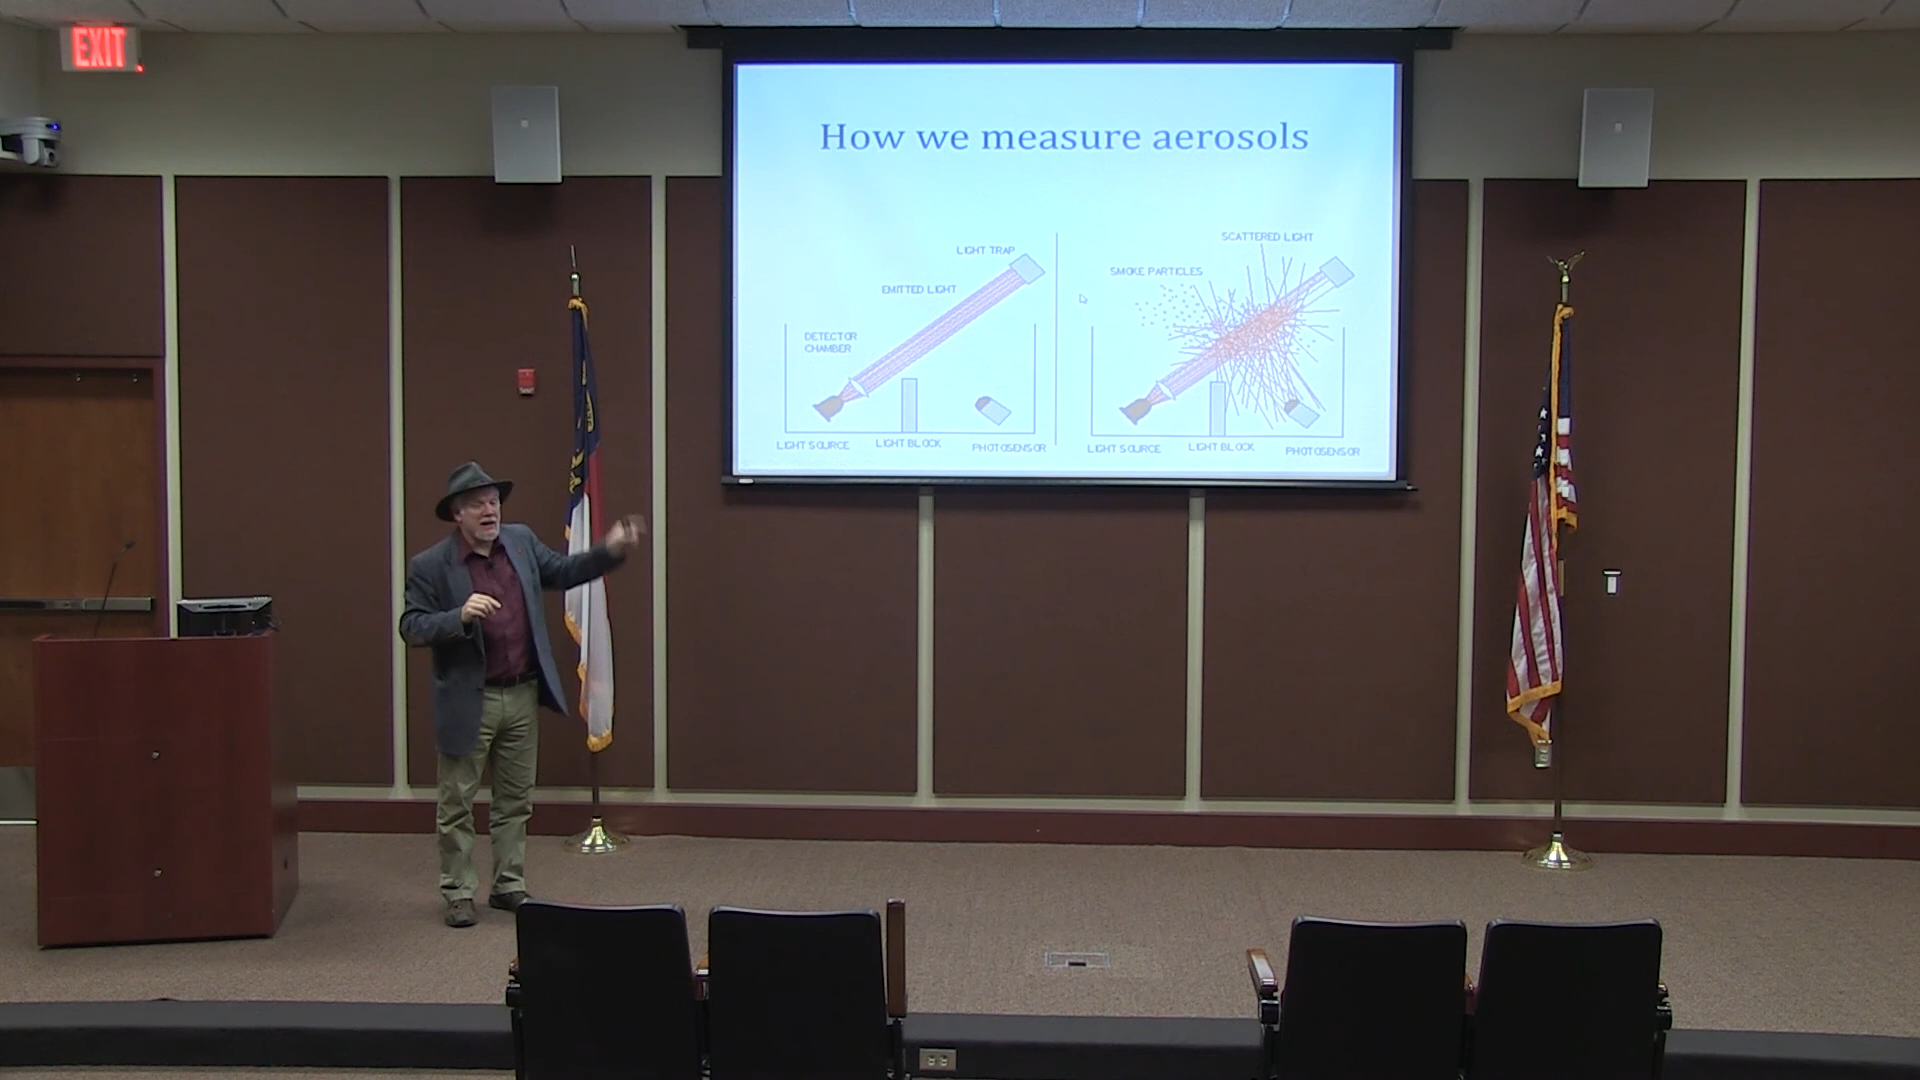 EXIT
How we measure aerosols
LIGHT TRAP
EMITTED LIGHT
DETECTOR
CHAMBER
LIGHT SOURCE
LIGHT BLOCK
PHOTOSENSOR
SCATTERED LIGHT
SMOKE PARTICLES
LIGHT SOURCE
LIGHT BLOCK
PHOTOSENSOR